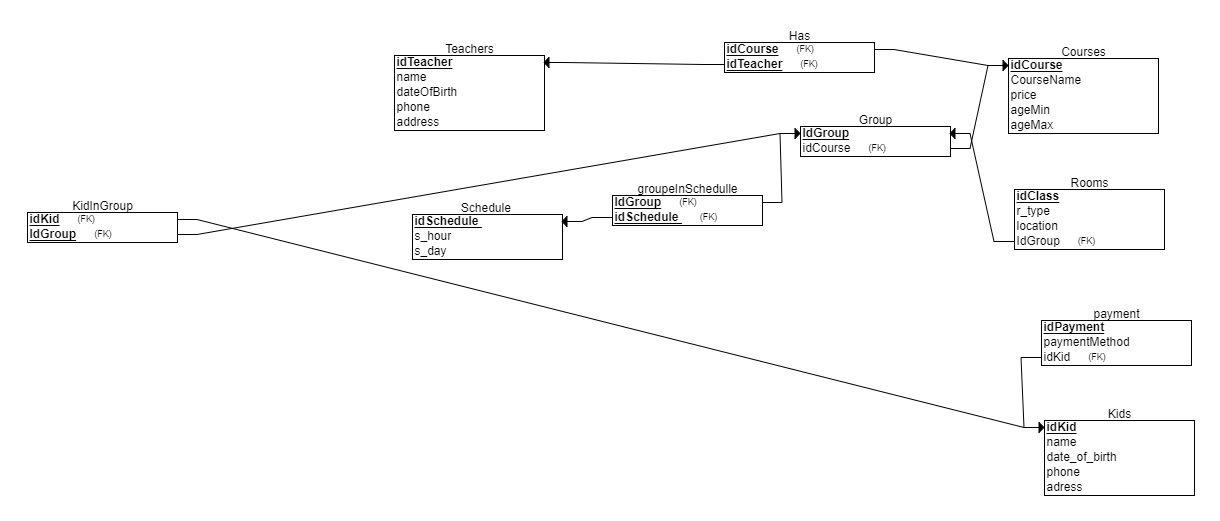 Has
idCourse (FK)
idTeacher (FK)
Teachers
idTeacher
name
dateOfBirth
phone
address
Courses
idCourse
CourseName
price
ageMin
ageMax
Group
IdGroup
idCourse (FK)
groupeInSchedulle
IdGroup (FK)
idSchedule (FK)
Rooms
idClass
r_type
location
IdGroup (FK)
KidInGroup
idKid (FK)
IdGroup (FK)
Schedule
idSchedule
s_hour
s_day
payment
idPayment
paymentMethod
idKid (FK)
Kids
idKid
name
date_of_birth
phone
adress